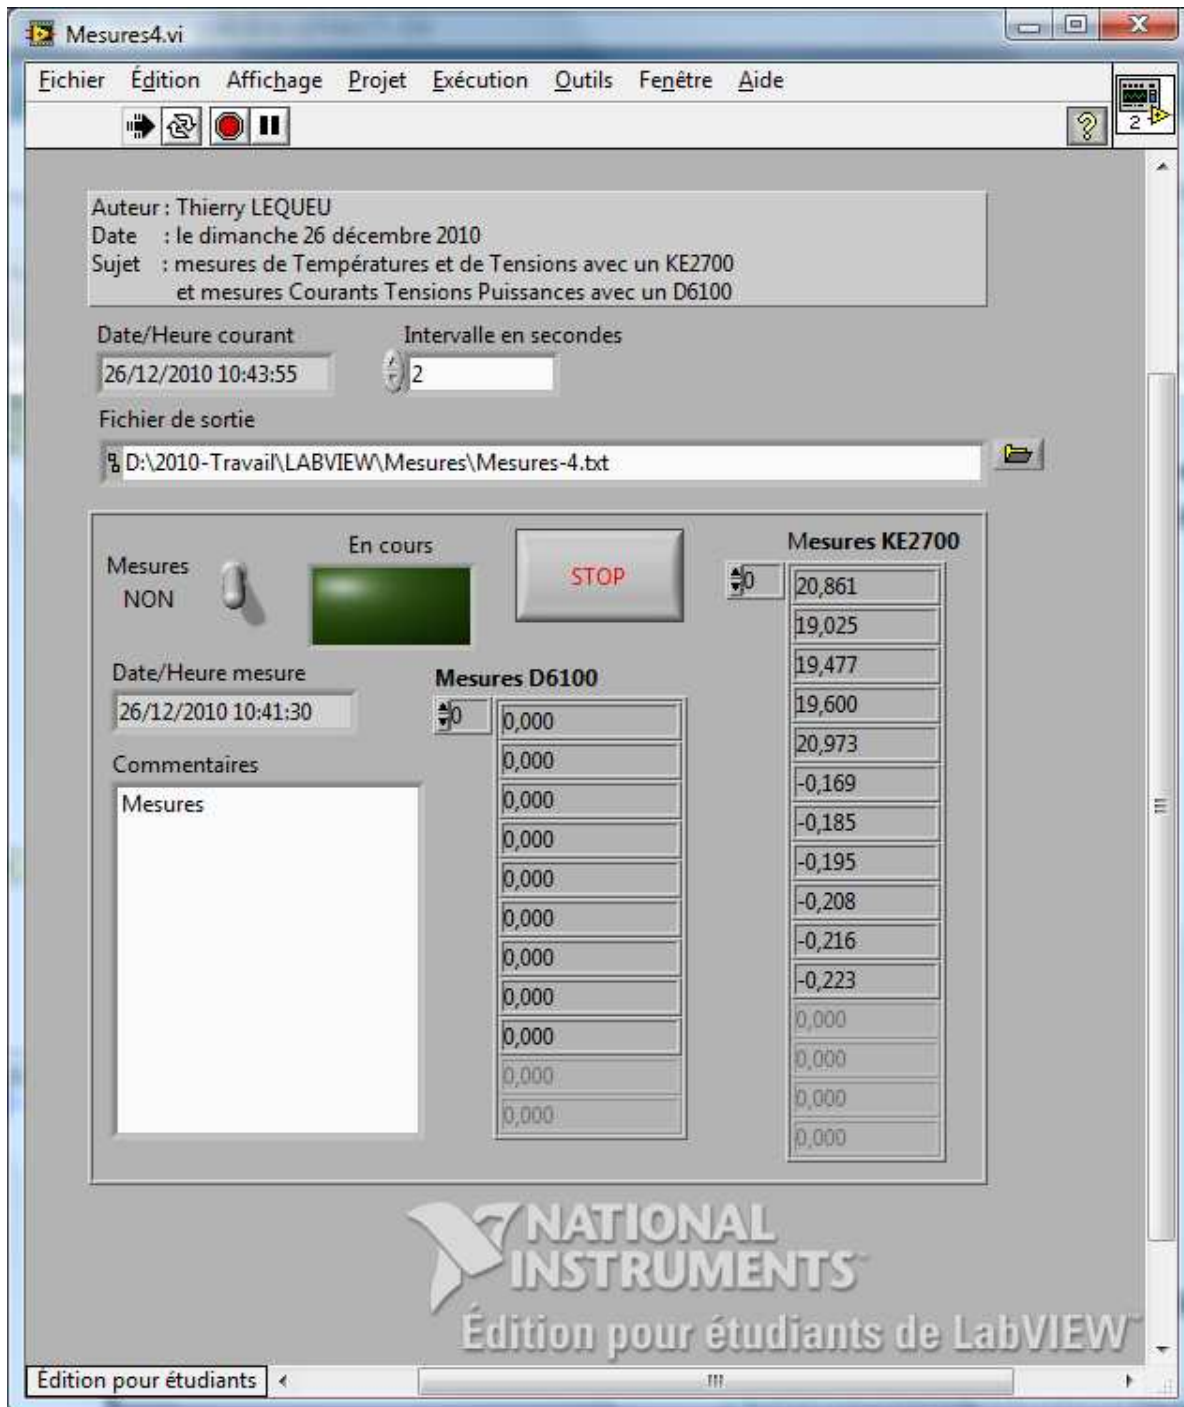 Mesures4.vi
Fichier Édition Affichage Projet Exécution Outils Fenêtre Aide
2
Auteur : Thierry LEQUEU
Date : le dimanche 26 décembre 2010
Sujet : mesures de Températures et de Tensions avec un KE2700
et mesures Courants Tensions Puissances avec un D6100
Date/Heure courant
Intervalle en secondes
26/12/2010 10:43:55
2
Fichier de sortie
D:\2010-Travail\LABVIEW\Mesures\Mesures-4.txt
Mesures
NON
En cours
STOP
Date/Heure mesure
26/12/2010 10:41:30
Commentaires
Mesures
Mesures D6100
0
0,000
0,000
0,000
0,000
0,000
0,000
0,000
0,000
0,000
0,000
0,000
Mesures KE2700
0
20,861
19,025
19,477
19,600
20,973
-0,169
-0,185
-0,195
-0,208
-0,216
-0,223
0,000
0,000
0,000
0,000
NATIONAL
INSTRUMENTS™
Édition pour étudiants de LabVIEW™
Édition pour étudiants